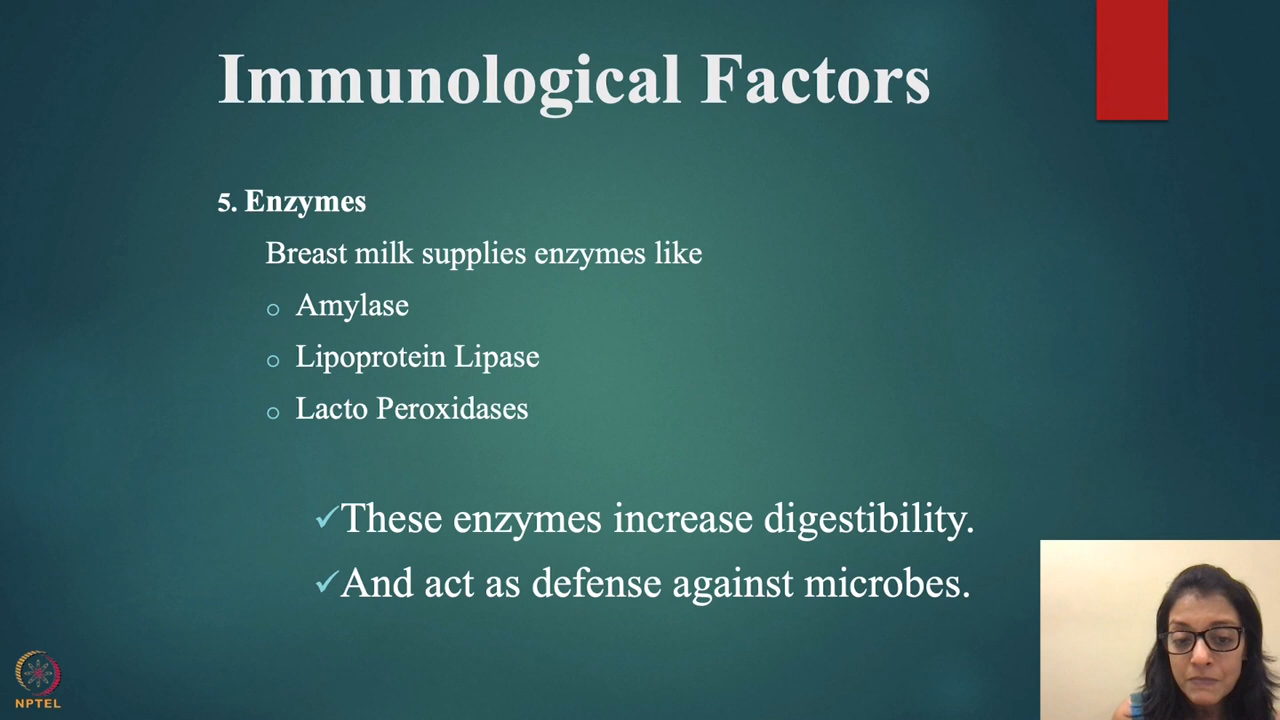 Immunological Factors
5. Enzymes
Breast milk supplies enzymes like
Amylase
Lipoprotein Lipase
Lacto Peroxidases
✓These enzymes increase digestibility.
✓And act as defense against microbes.
NPTEL